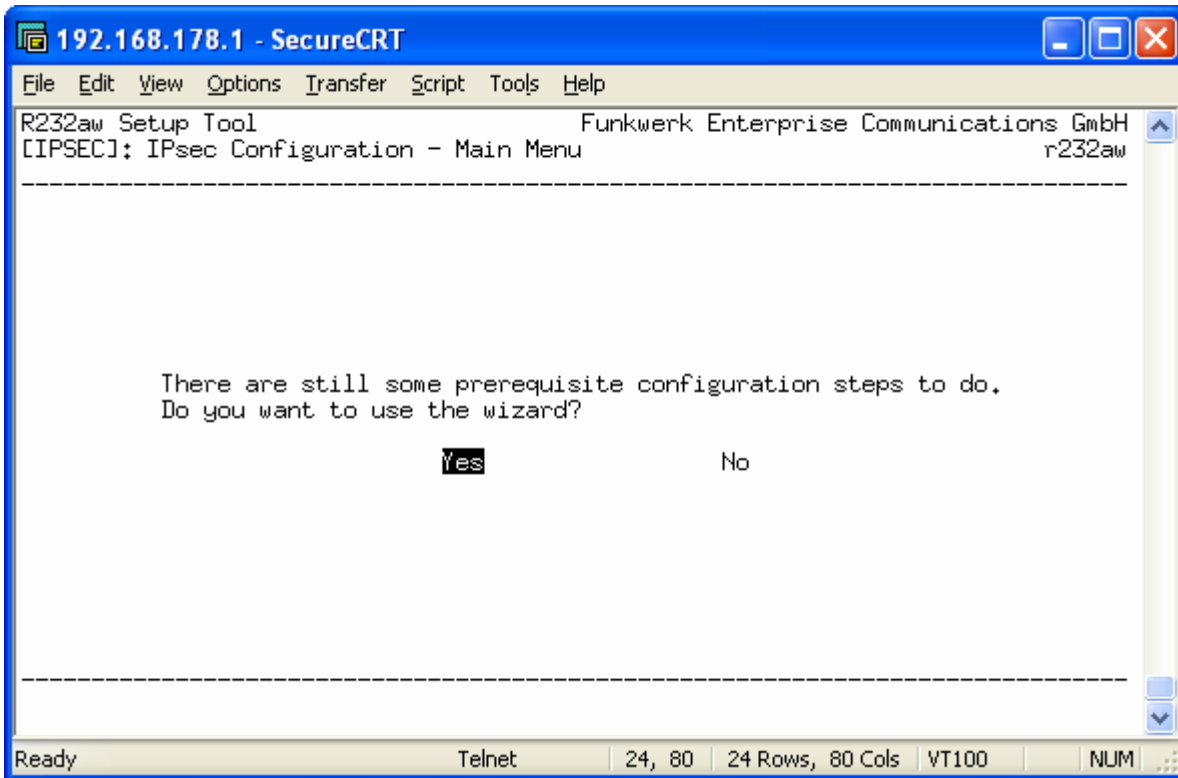 192.168.178.1 - SecureCRT
File Edit View Options Transfer Script Tools Help
R232aw Setup Tool Funkwerk Enterprise Communications GmbH
[IPSEC]: IPsec Configuration - Main Menu r232aw
There are still some prerequisite configuration steps to do.
Do you want to use the wizard?
Yes No
Ready Telnet 24, 80 24 Rows, 80 Cols VT100 NUM